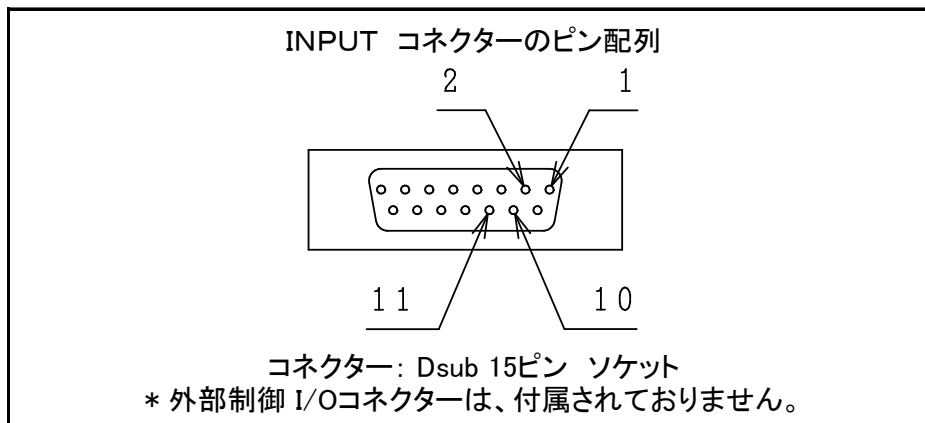 INPUT コネクターのピン配列
2 1
11 10
コネクター: Dsub 15ピン ソケット
* 外部制御 I/Oコネクターは、付属されておりません。